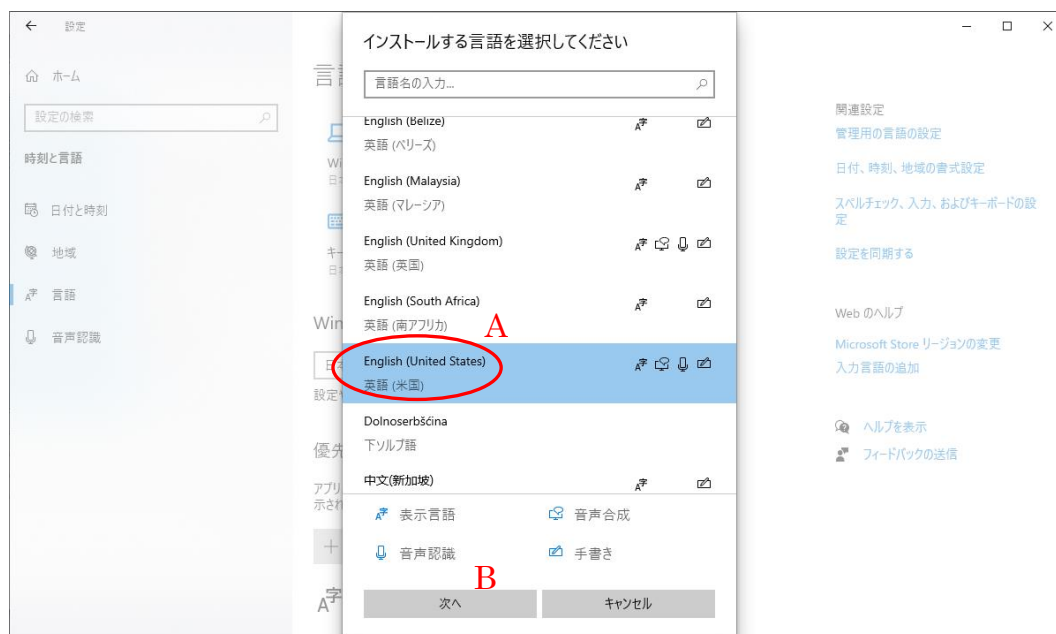 設定
インストールする言語を選択してください
ホーム
言語名の入力...
設定の検索
時刻と言語
日付と時刻
地域
言語
音声認識
English (Belize)
英語 (ベリーズ)
English (Malaysia)
英語 (マレーシア)
English (United Kingdom)
英語 (英国)
English (South Africa)
英語 (南アフリカ)
A
English (United States)
英語 (米国)
Dolnoserbšćina
下ソルブ語
中文(新加坡)
表示言語
音声合成
音声認識
手書き
B
次へ
キャンセル
Win
設定
優先
アプリ
示され
関連設定
管理用の言語の設定
日付、時刻、地域の書式設定
スペルチェック、入力、およびキーボードの設
定
設定を同期する
Web のヘルプ
Microsoft Store リージョンの変更
入力言語の追加
ヘルプを表示
フィードバックの送信